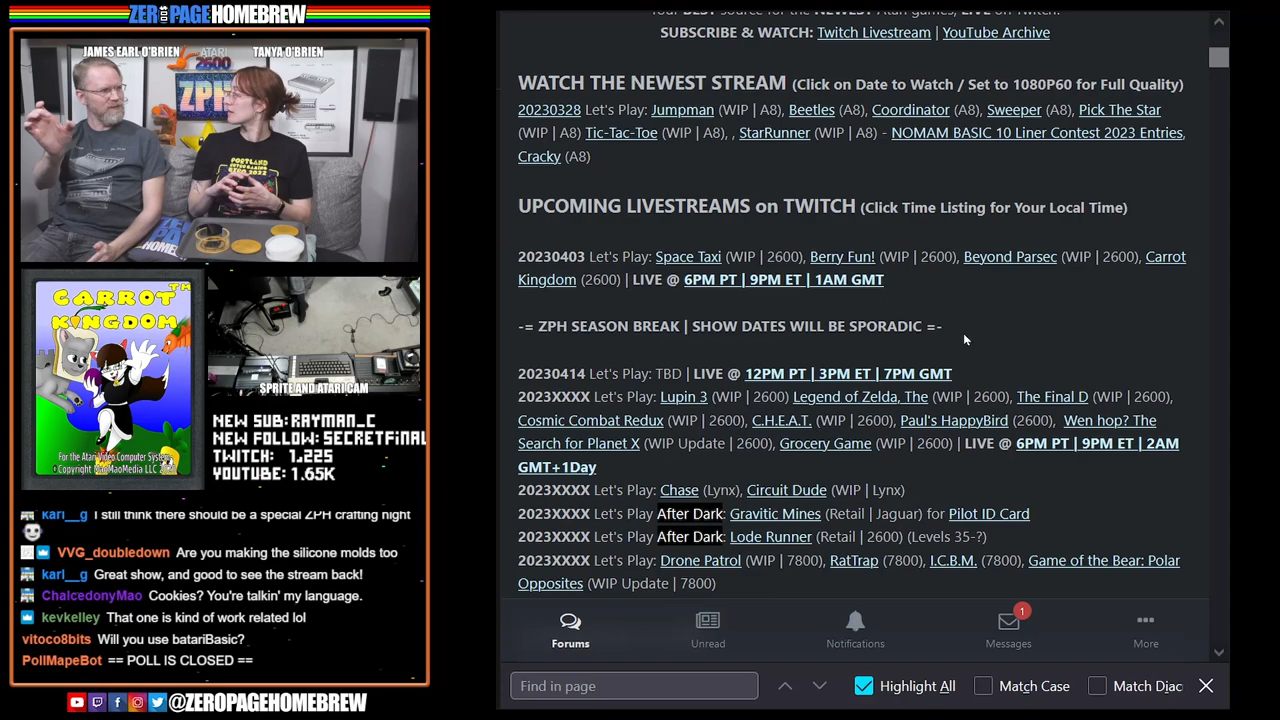 ZEROPAGEHOMEBREW
JAMES EARL O'BRIEN
ATARI
2600
TANYA O'BRIEN
ZPH
PORTLAND
EXPO 2022
HOMEBREW
CARROT
KINGDOM
TM
For the Atari Video Computer System
© Copyright MaoMaoMedia LLC
SPRITE AND ATARI CAM
NEW SUB: RAYMAN_C
NEW FOLLOW: SECRETFINAL
TWITCH: 1.225
YOUTUBE: 1.65K
karl__g I still think there should be a special ZPH crafting night
VVG_doubledown Are you making the silicone molds too
karl__g Great show, and good to see the stream back!
ChalcedonyMao Cookies? You're talkin' my language.
kevkelley That one is kind of work related lol
vitoco8bits Will you use batariBasic?
PollMapeBot == POLL IS CLOSED ==
@ZEROPAGEHOMEBREW
SUBSCRIBE & WATCH: Twitch Livestream | YouTube Archive
WATCH THE NEWEST STREAM (Click on Date to Watch / Set to 1080P60 for Full Quality)
20230328 Let's Play: Jumpman (WIP | A8), Beetles (A8), Coordinator (A8), Sweeper (A8), Pick The Star
(WIP | A8) Tic-Tac-Toe (WIP | A8), , StarRunner (WIP | A8) - NOMAM BASIC 10 Liner Contest 2023 Entries,
Cracky (A8)
UPCOMING LIVESTREAMS on TWITCH (Click Time Listing for Your Local Time)
20230403 Let's Play: Space Taxi (WIP | 2600), Berry Fun! (WIP | 2600), Beyond Parsec (WIP | 2600), Carrot
Kingdom (2600) | LIVE @ 6PM PT | 9PM ET | 1AM GMT
-= ZPH SEASON BREAK | SHOW DATES WILL BE SPORADIC =-
20230414 Let's Play: TBD | LIVE @ 12PM PT | 3PM ET | 7PM GMT
2023XXXX Let's Play: Lupin 3 (WIP | 2600) Legend of Zelda, The (WIP | 2600), The Final D (WIP | 2600),
Cosmic Combat Redux (WIP | 2600), C.H.E.A.T. (WIP | 2600), Paul's HappyBird (2600), Wen hop? The
Search for Planet X (WIP Update | 2600), Grocery Game (WIP | 2600) | LIVE @ 6PM PT | 9PM ET | 2AM
GMT+1Day
2023XXXX Let's Play: Chase (Lynx), Circuit Dude (WIP | Lynx)
2023XXXX Let's Play After Dark: Gravitic Mines (Retail | Jaguar) for Pilot ID Card
2023XXXX Let's Play After Dark: Lode Runner (Retail | 2600) (Levels 35-?)
2023XXXX Let's Play: Drone Patrol (WIP | 7800), RatTrap (7800), I.C.B.M. (7800), Game of the Bear: Polar
Opposites (WIP Update | 7800)
1
Forums
Unread
Notifications
Messages
More
Find in page
Highlight All
Match Case
Match Diac